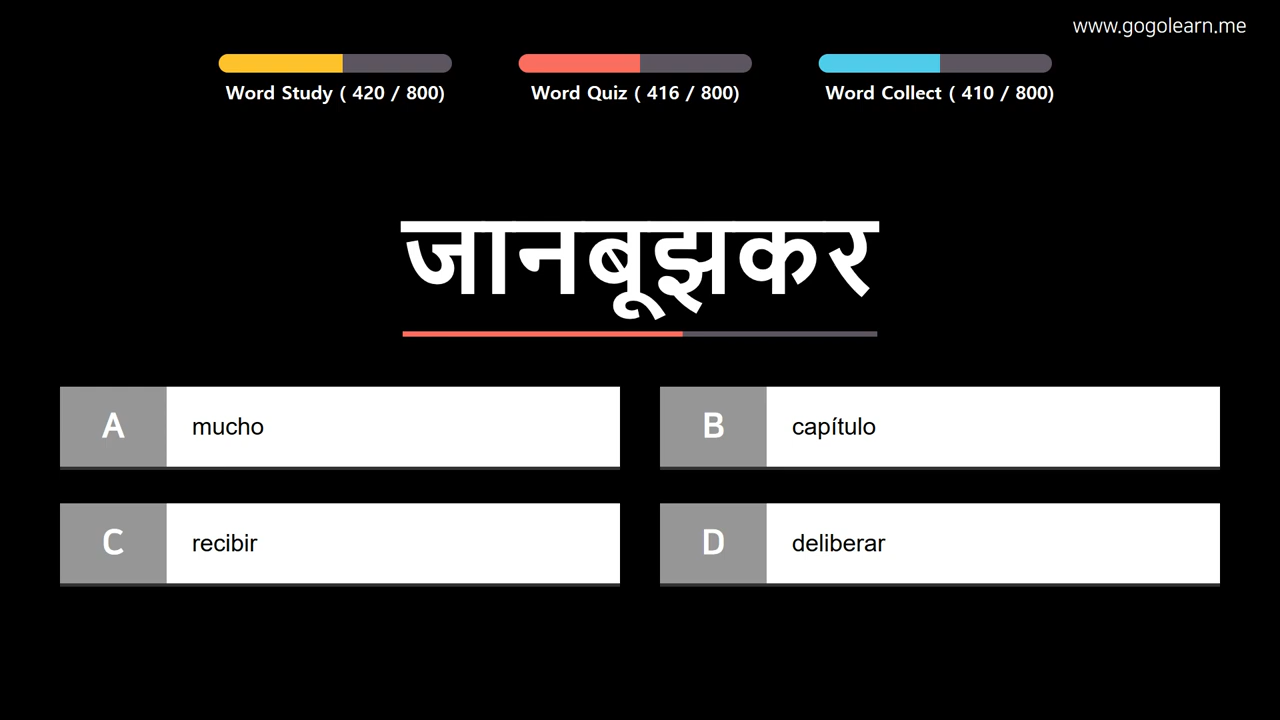 www.gogolearn.me
Word Study ( 420 / 800)
Word Quiz ( 416 / 800)
Word Collect ( 410 / 800)
जानबूझकर
A mucho
B capítulo
C recibir
D deliberar